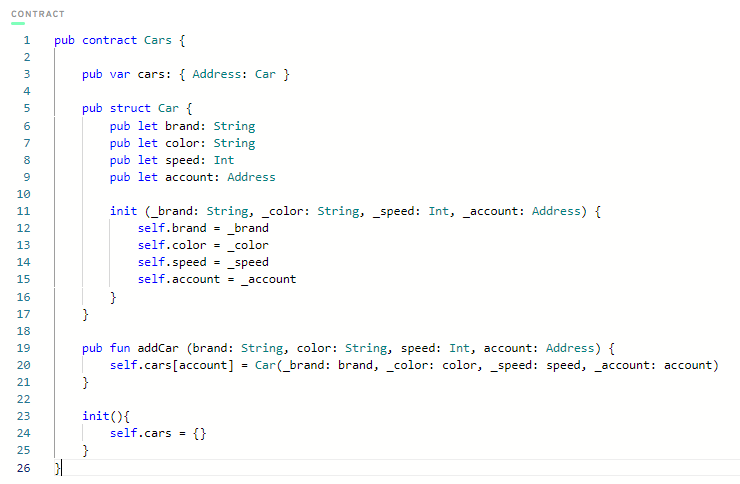 CONTRACT
1 pub contract Cars {
2
3 pub var cars: { Address: Car }
4
5 pub struct Car {
6 pub let brand: String
7 pub let color: String
8 pub let speed: Int
9 pub let account: Address
10
11 init (_brand: String, _color: String, _speed: Int, _account: Address) {
12 self.brand = _brand
13 self.color = _color
14 self.speed = _speed
15 self.account = _account
16 }
17 }
18
19 pub fun addCar (brand: String, color: String, speed: Int, account: Address) {
20 self.cars[account] = Car(_brand: brand, _color: color, _speed: speed, _account: account)
21 }
22
23 init(){
24 self.cars = {}
25 }
26 }